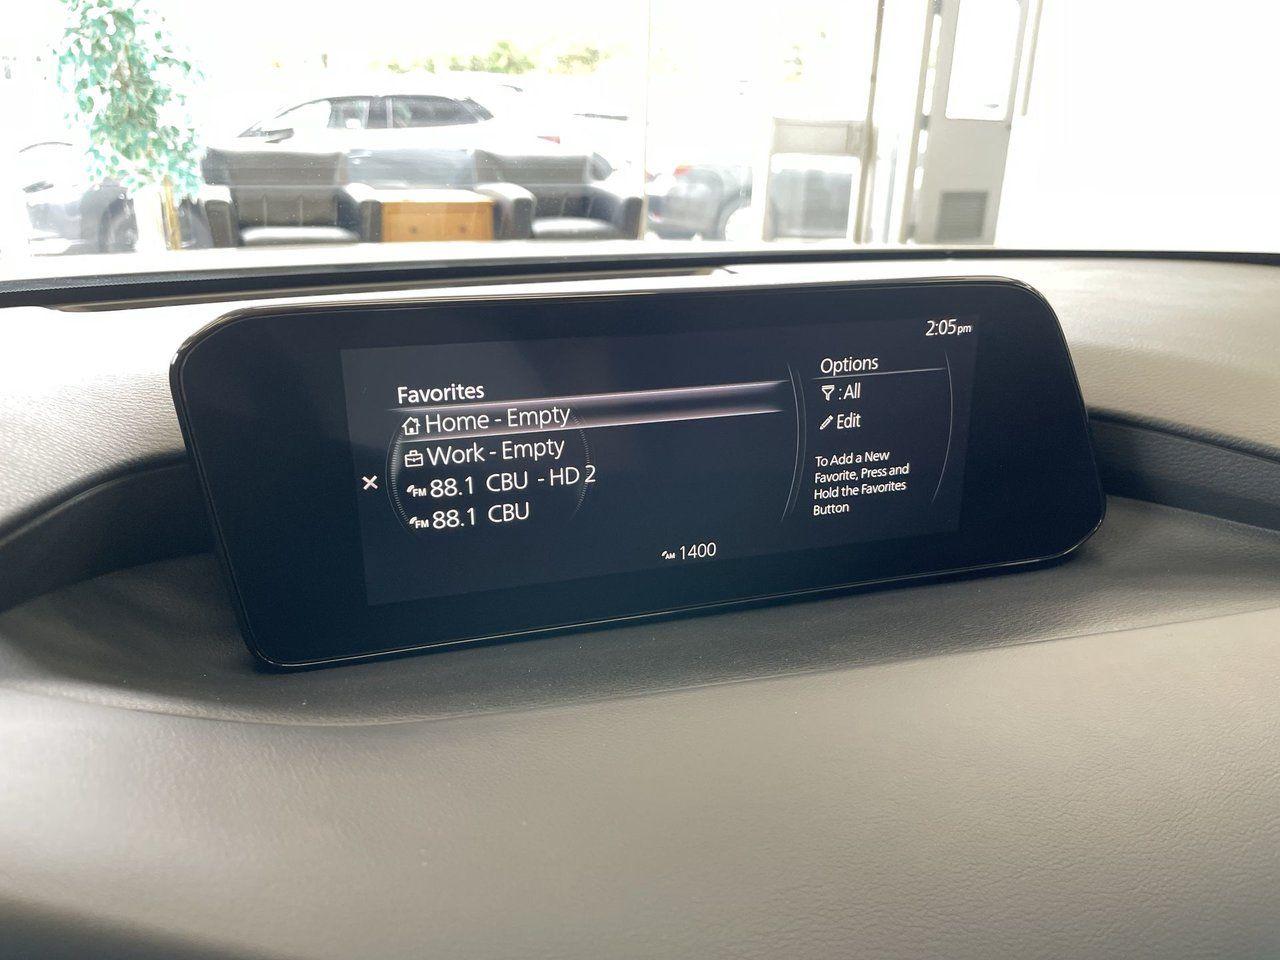 2:05pm
Favorites
Home - Empty
Work - Empty
FM 88.1 CBU - HD 2
FM 88.1 CBU
Options
: All
Edit
To Add a New
Favorite, Press and
Hold the Favorites
Button
AM 1400